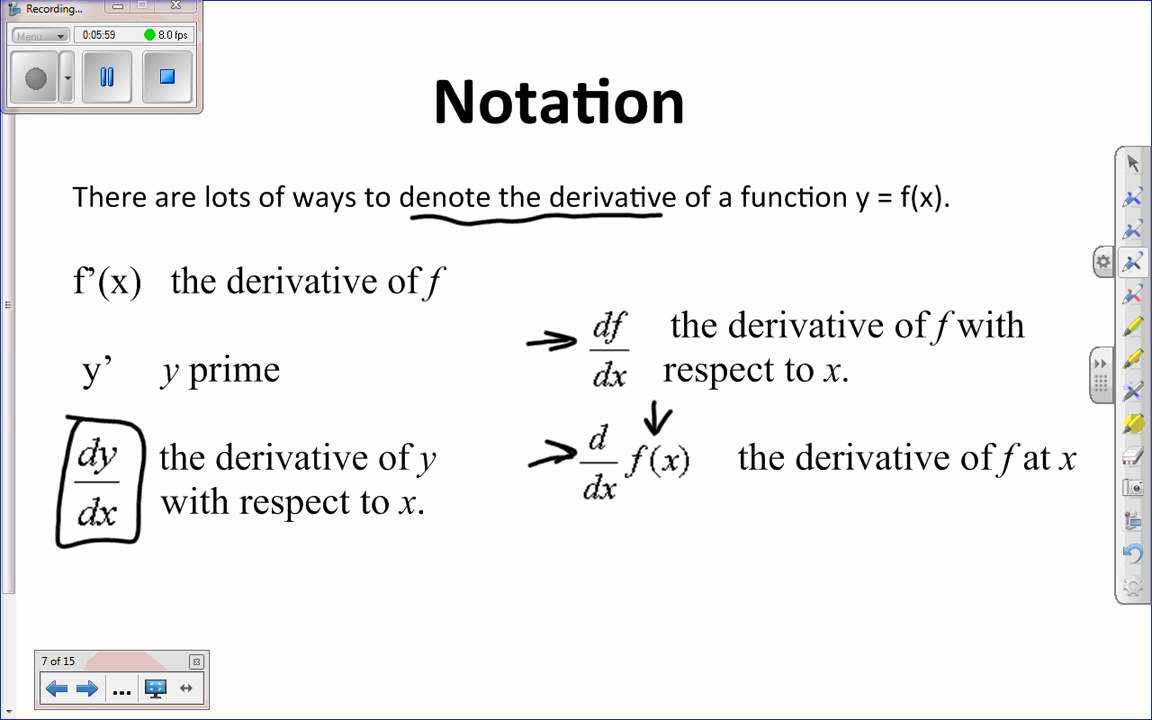 Recording...
Menu
0:05:59
8.0 fps
Notation
There are lots of ways to denote the derivative of a function y = f(x).
f’(x) the derivative of f
y’ y prime
dy
dx
the derivative of y
with respect to x.
df
dx
the derivative of f with
respect to x.
d
dx
f(x)
the derivative of f at x
7 of 15
...